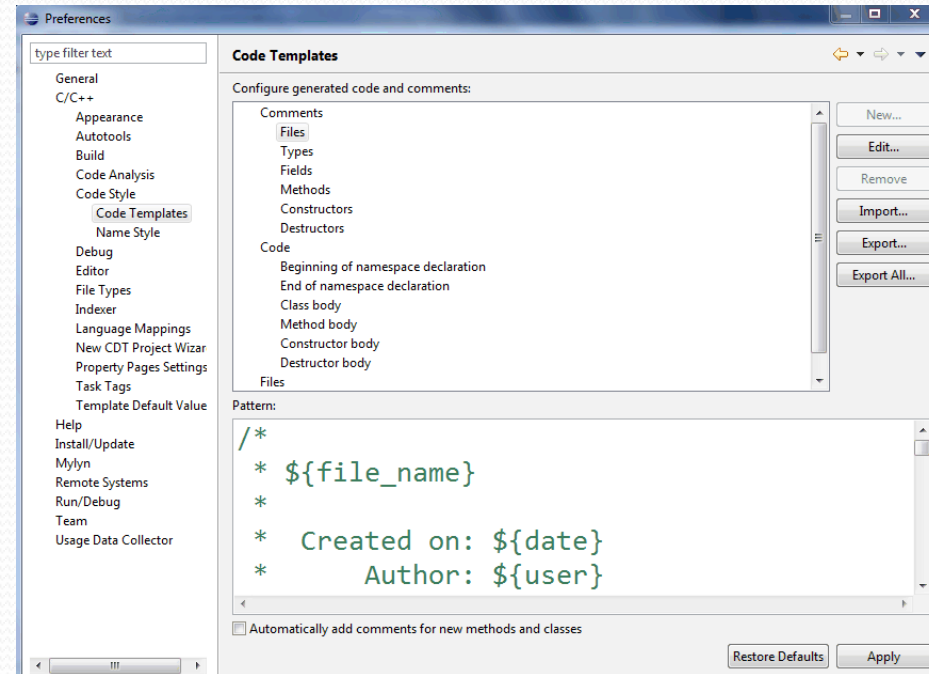 Preferences
type filter text
General
C/C++
Appearance
Autotools
Build
Code Analysis
Code Style
Code Templates
Name Style
Debug
Editor
File Types
Indexer
Language Mappings
New CDT Project Wizar
Property Pages Settings
Task Tags
Template Default Value
Help
Install/Update
Mylyn
Remote Systems
Run/Debug
Team
Usage Data Collector
Code Templates
Configure generated code and comments:
Comments
Files
Types
Fields
Methods
Constructors
Destructors
Code
Beginning of namespace declaration
End of namespace declaration
Class body
Method body
Constructor body
Destructor body
Files
New...
Edit...
Remove
Import...
Export...
Export All...
Pattern:
/*
* ${file_name}
*
* Created on: ${date}
* Author: ${user}
Automatically add comments for new methods and classes
Restore Defaults
Apply